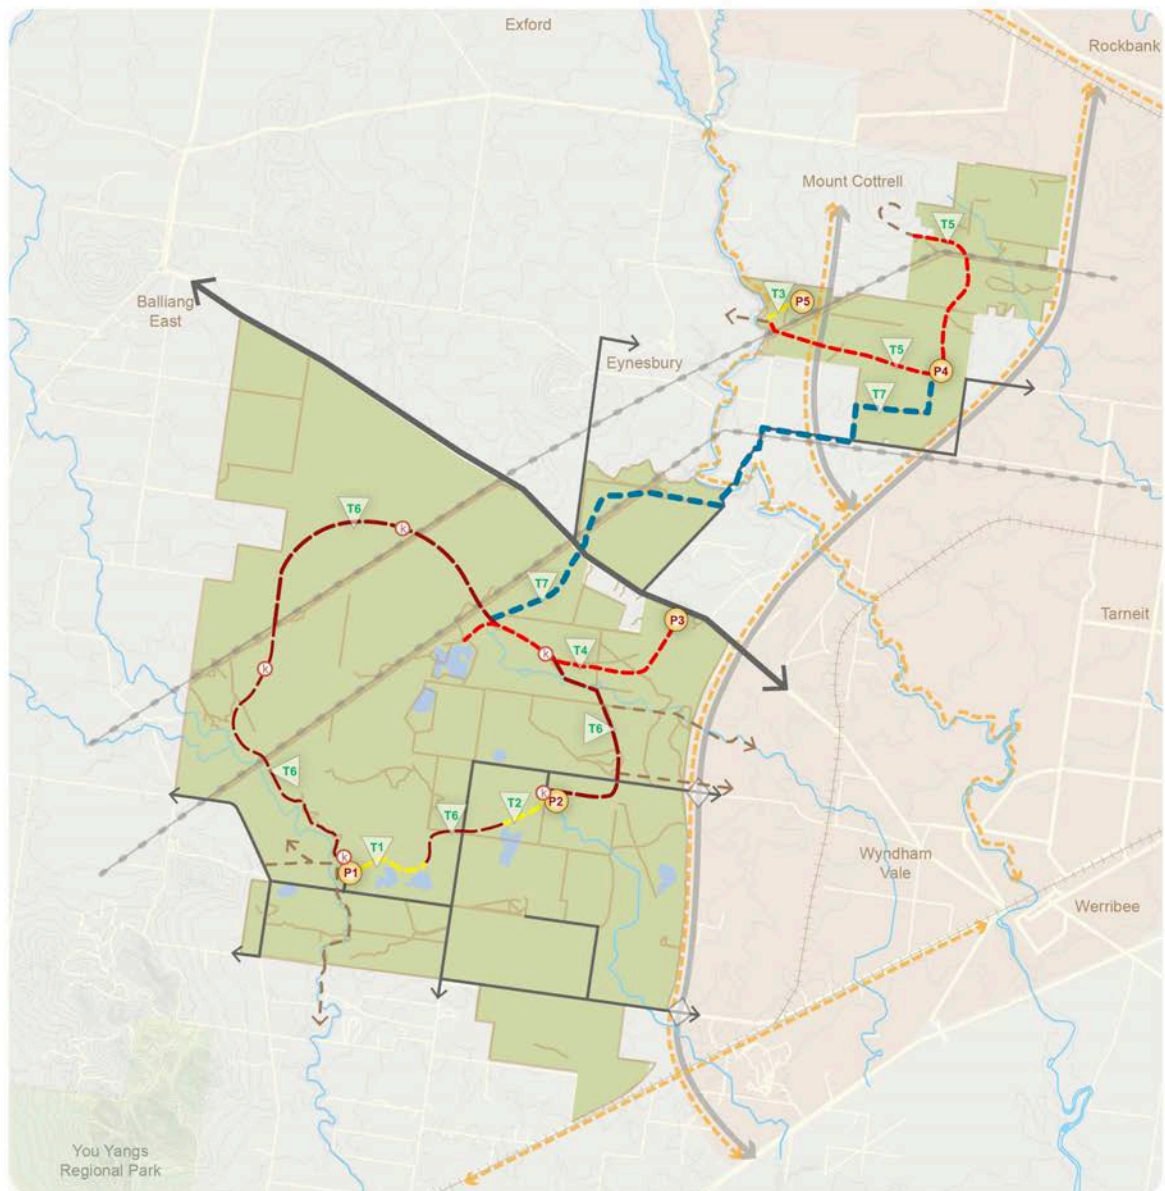 Exford
Rockbank
Mount Cottrell
T5
Balliang
East
T3
P5
Eynesbury
T5
P4
T7
T6
k
T7
Tarneit
P3
k
T4
k
T6
T6
k
P2
T2
T6
k
T1
P1
Wyndham
Vale
Werribee
You Yangs
Regional Park